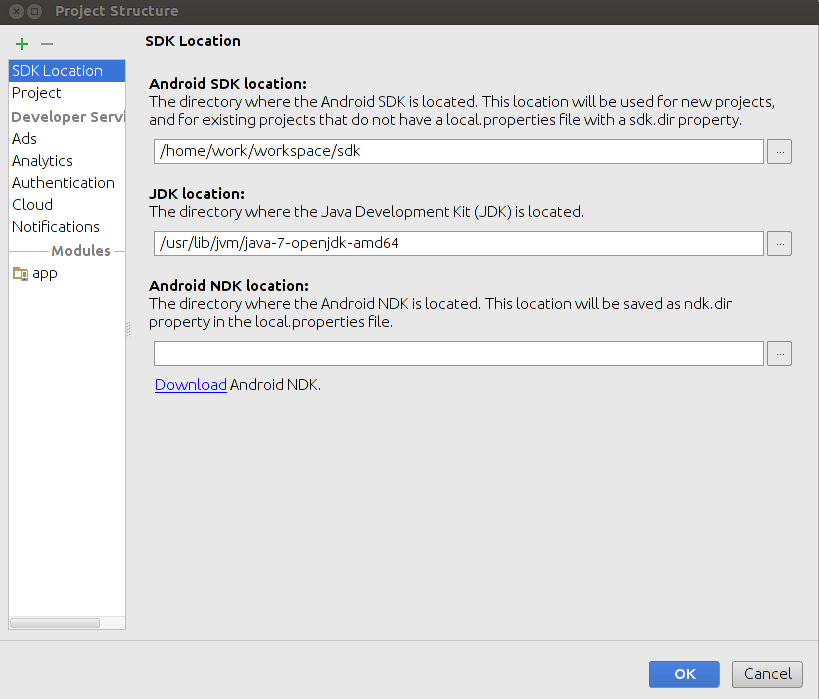 Project Structure
SDK Location
Project
Developer Servi
Ads
Analytics
Authentication
Cloud
Notifications
Modules
app
SDK Location
Android SDK location:
The directory where the Android SDK is located. This location will be used for new projects,
and for existing projects that do not have a local.properties file with a sdk.dir property.
/home/work/workspace/sdk
...
JDK location:
The directory where the Java Development Kit (JDK) is located.
/usr/lib/jvm/java-7-openjdk-amd64
...
Android NDK location:
The directory where the Android NDK is located. This location will be saved as ndk.dir
property in the local.properties file.
...
Download Android NDK.
OK
Cancel